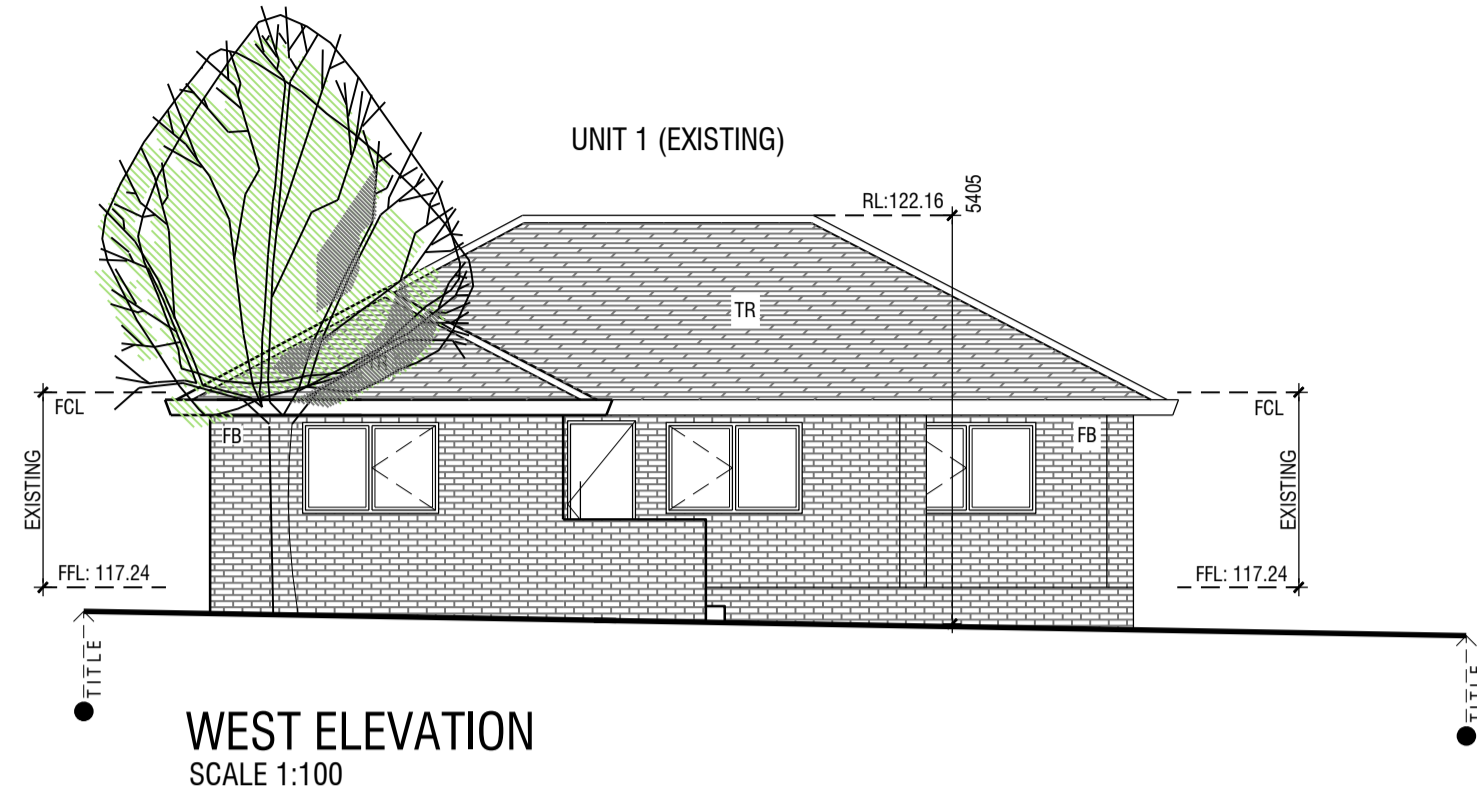 UNIT 1 (EXISTING)
RL:122.16
5405
TR
FCL
FCL
FB
FB
EXISTING
EXISTING
FFL: 117.24
FFL: 117.24
TITLE
TITLE
WEST ELEVATION
SCALE 1:100